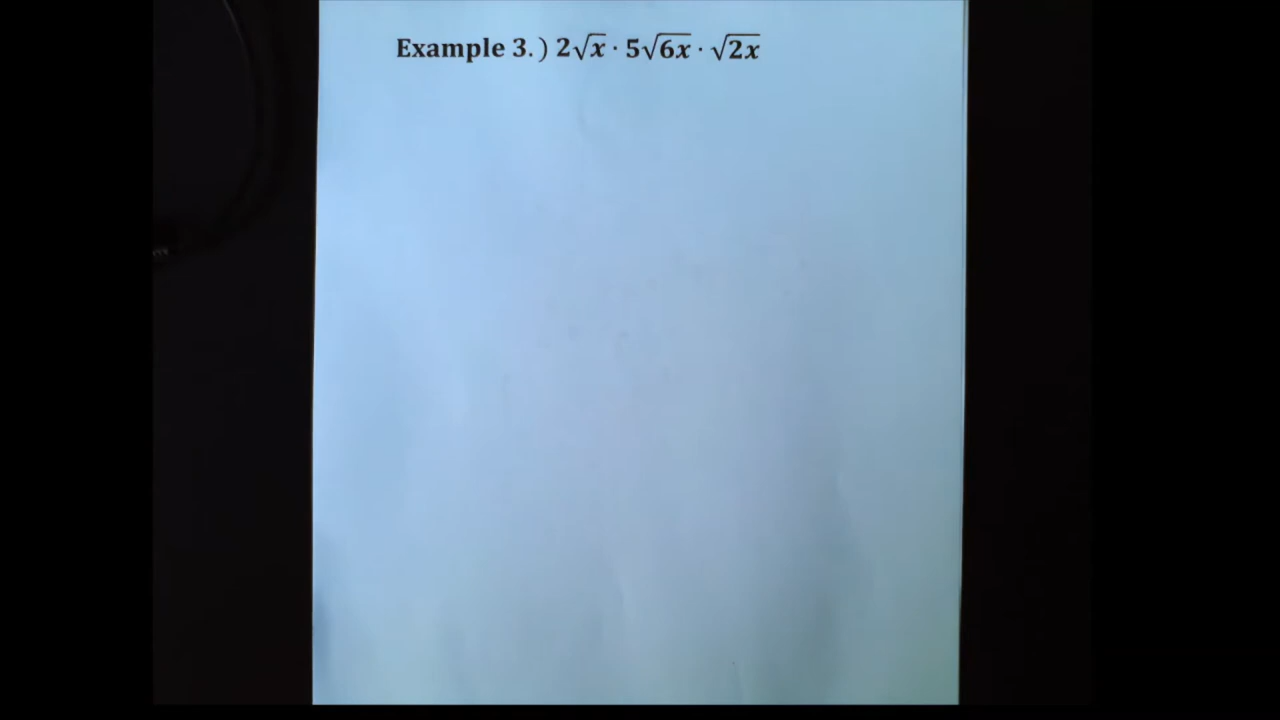 Example 3.) 2√x · 5√6x · √2x